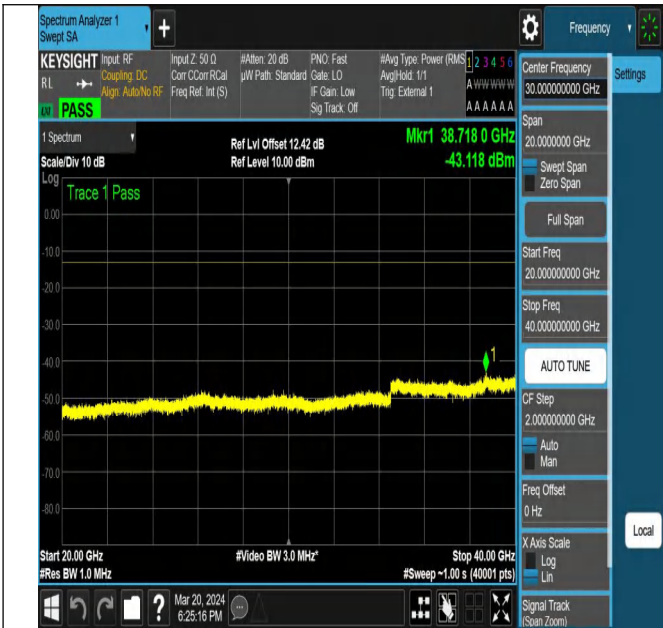 Spectrum Analyzer 1
Swept SA
Frequency
KEYSIGHT
RL
PASS
Input: RF
Coupling: DC
Align: Auto/No RF
Input Z: 50 Ω
Corr CCorr RCal
Freq Ref: Int (S)
#Atten: 20 dB
µW Path: Standard
PNO: Fast
Gate: LO
IF Gain: Low
Sig Track: Off
#Avg Type: Power (RMS
Avg|Hold: 1/1
Trig: External 1
1 2 3 4 5 6
A W W W W W
A A A A A A
1 Spectrum
Scale/Div 10 dB
Ref Lvl Offset 12.42 dB
Ref Level 10.00 dBm
Mkr1 38.718 0 GHz
-43.118 dBm
Log
Trace 1 Pass
0.00
-10.0
-20.0
-30.0
-40.0
-50.0
-60.0
-70.0
-80.0
1
Start 20.00 GHz
#Res BW 1.0 MHz
#Video BW 3.0 MHz*
Stop 40.00 GHz
#Sweep ~1.00 s (40001 pts)
Mar 20, 2024
6:25:16 PM
Center Frequency
30.000000000 GHz
Settings
Span
20.0000000 GHz
Swept Span
Zero Span
Full Span
Start Freq
20.000000000 GHz
Stop Freq
40.000000000 GHz
AUTO TUNE
CF Step
2.000000000 GHz
Auto
Man
Freq Offset
0 Hz
X Axis Scale
Log
Lin
Local
Signal Track
(Span Zoom)